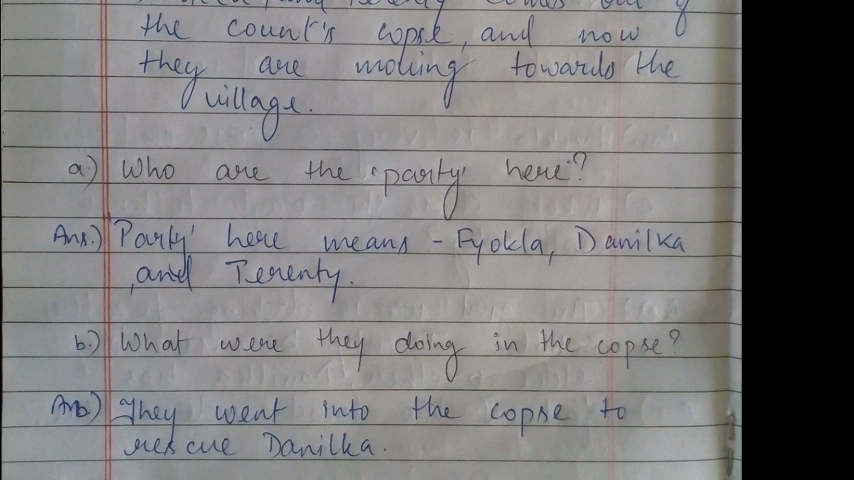 the count's copse, and now
they are moving towards the
village.
a.) Who are the 'party' here?
Ans.) 'Party' here means - Fyokla, Danilka
, and Terenty.
b.) What were they doing in the copse?
Ans.) They went into the copse to
rescue Danilka.